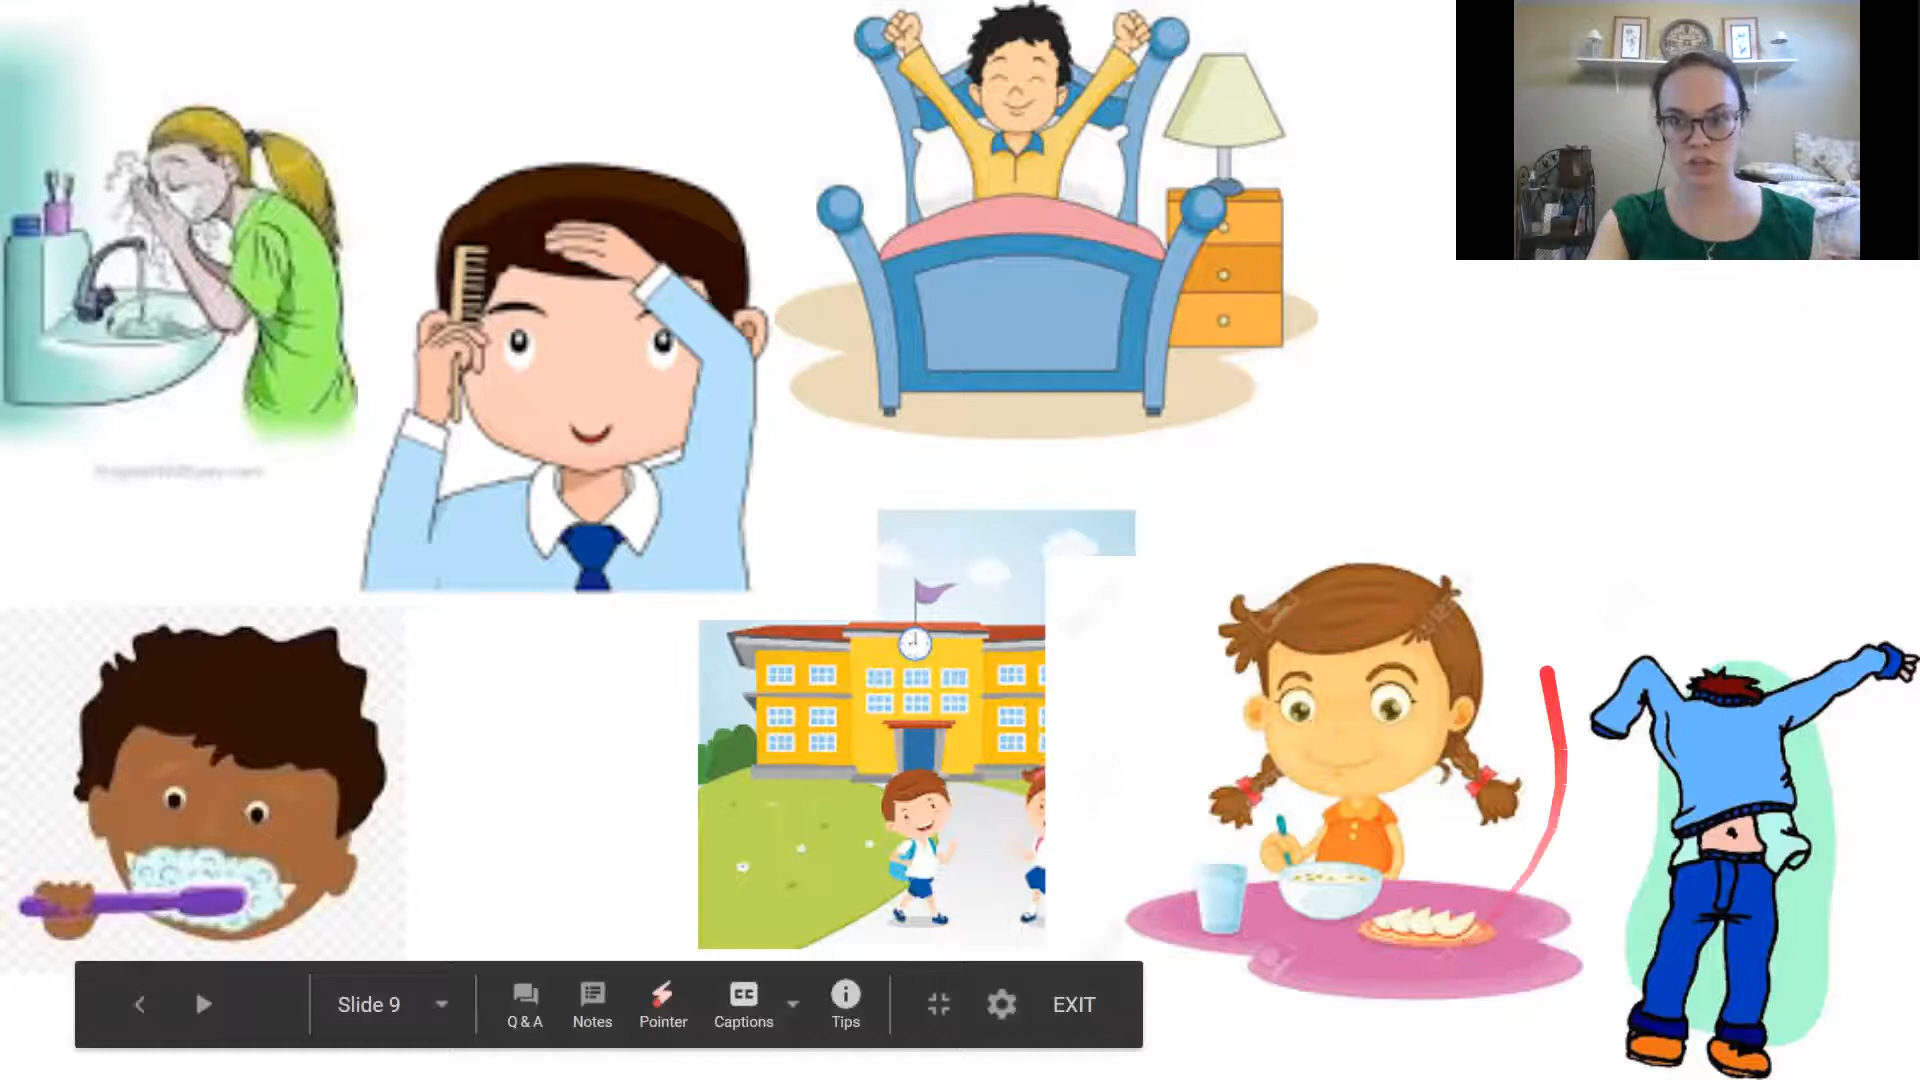 Slide 9
Q & A
Notes
Pointer
Captions
Tips
EXIT